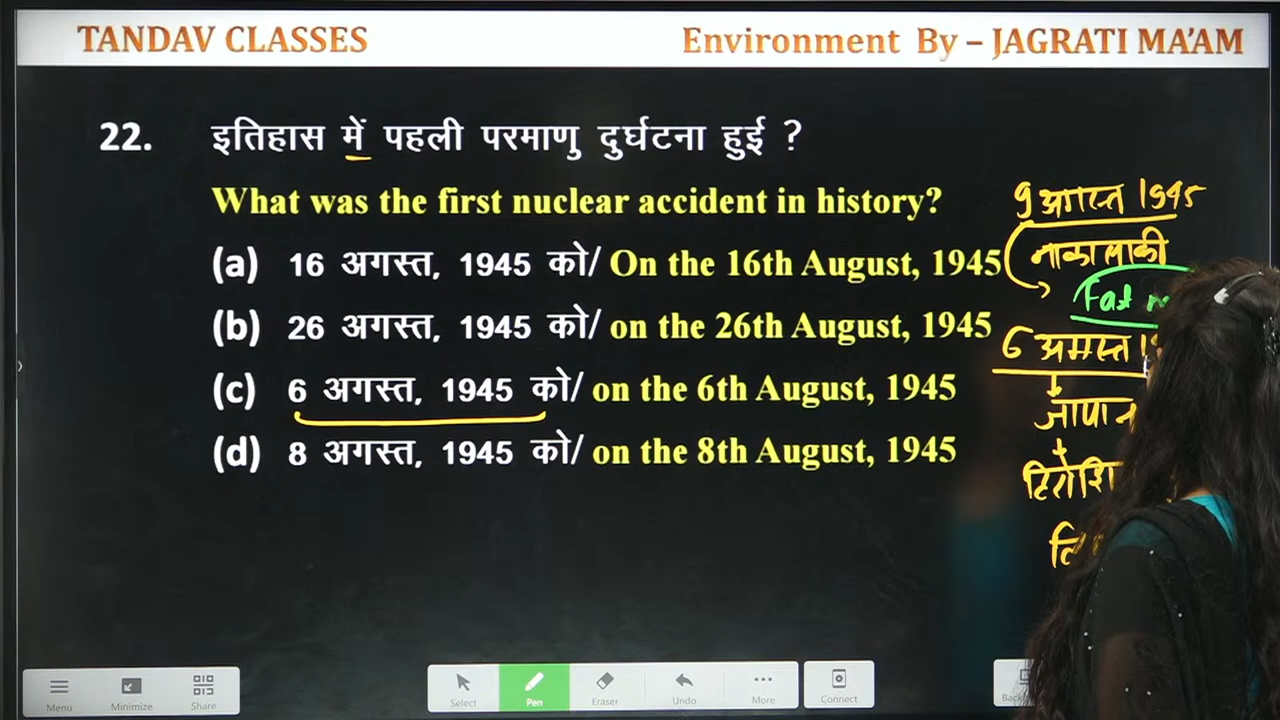 TANDAV CLASSES
Environment By – JAGRATI MA'AM
22. इतिहास में पहली परमाणु दुर्घटना हुई ?
What was the first nuclear accident in history?
(a) 16 अगस्त, 1945 को/ On the 16th August, 1945
(b) 26 अगस्त, 1945 को/ on the 26th August, 1945
(c) 6 अगस्त, 1945 को/ on the 6th August, 1945
(d) 8 अगस्त, 1945 को/ on the 8th August, 1945
9 अगस्त 1945
Fat
6 अगस्त
जापान
Menu
Minimize
Share
Select
Pen
Eraser
Undo
More
Connect